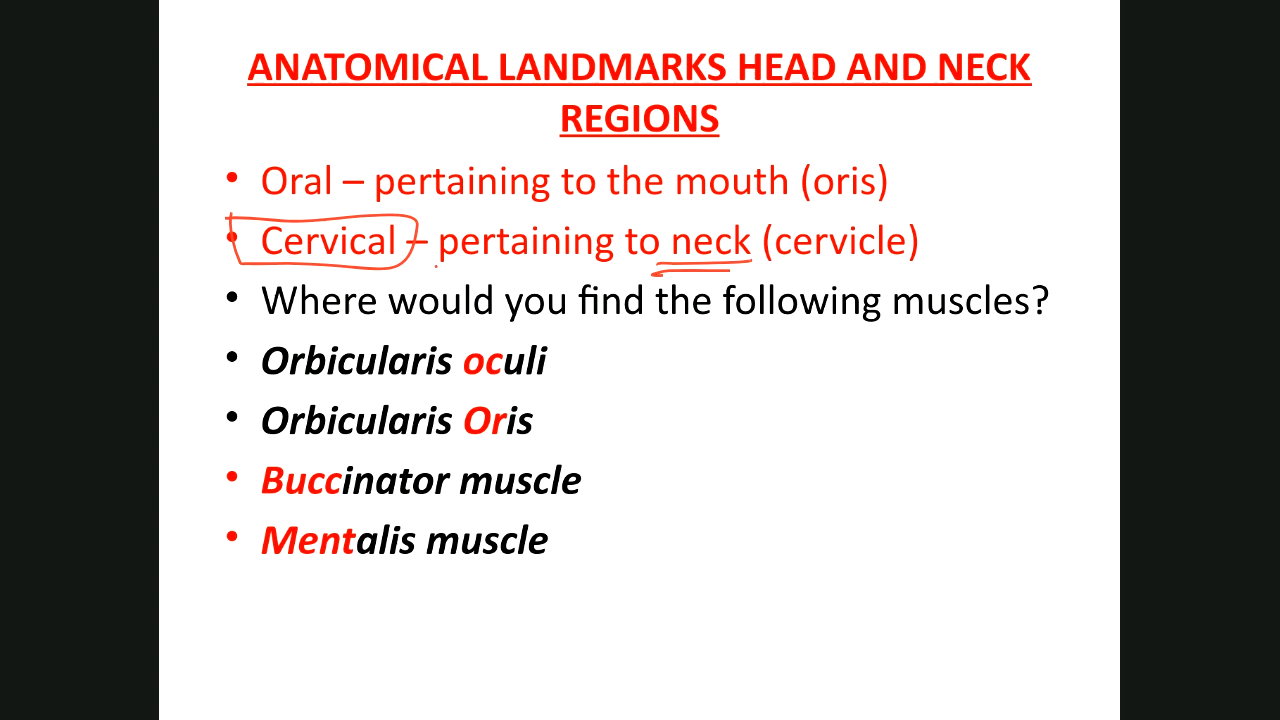 ANATOMICAL LANDMARKS HEAD AND NECK
REGIONS
• Oral – pertaining to the mouth (oris)
• Cervical – pertaining to neck (cervicle)
• Where would you find the following muscles?
• Orbicularis oculi
• Orbicularis Oris
• Buccinator muscle
• Mentalis muscle